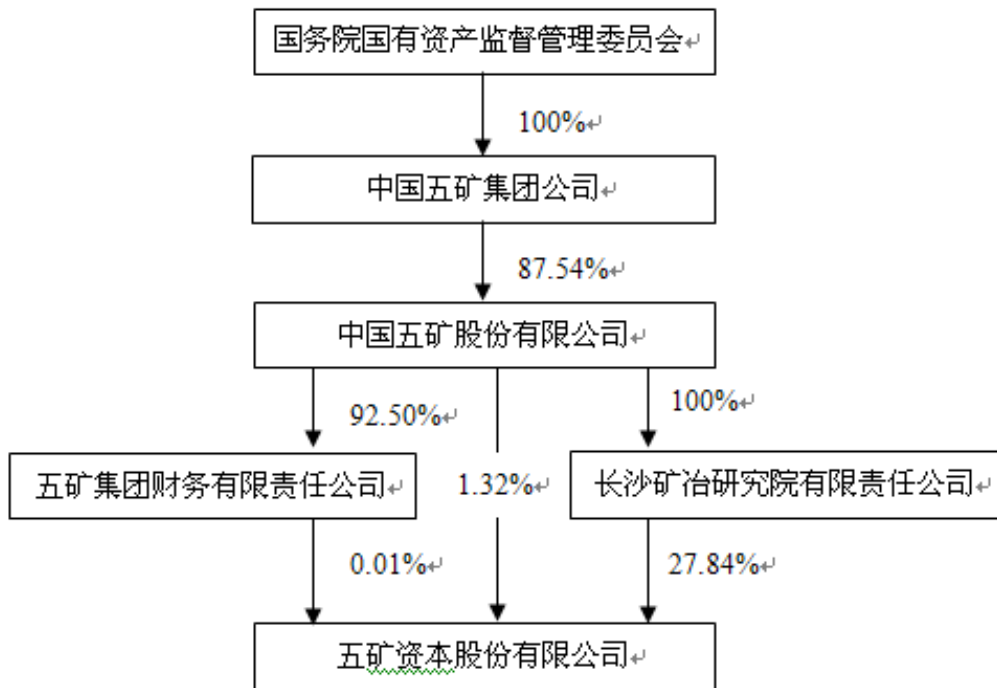 国务院国有资产监督管理委员会
100%
中国五矿集团公司
87.54%
中国五矿股份有限公司
92.50%
100%
五矿集团财务有限责任公司
1.32%
长沙矿冶研究院有限责任公司
0.01%
27.84%
五矿资本股份有限公司